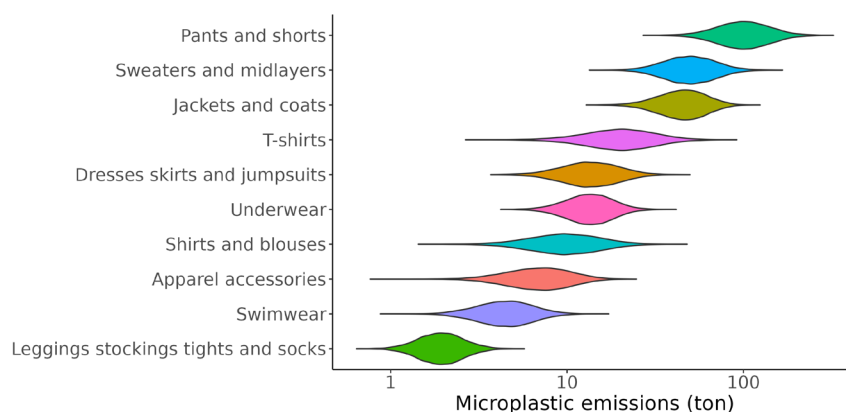 Pants and shorts
Sweaters and midlayers
Jackets and coats
T-shirts
Dresses skirts and jumpsuits
Underwear
Shirts and blouses
Apparel accessories
Swimwear
Leggings stockings tights and socks
1 10 100
Microplastic emissions (ton)